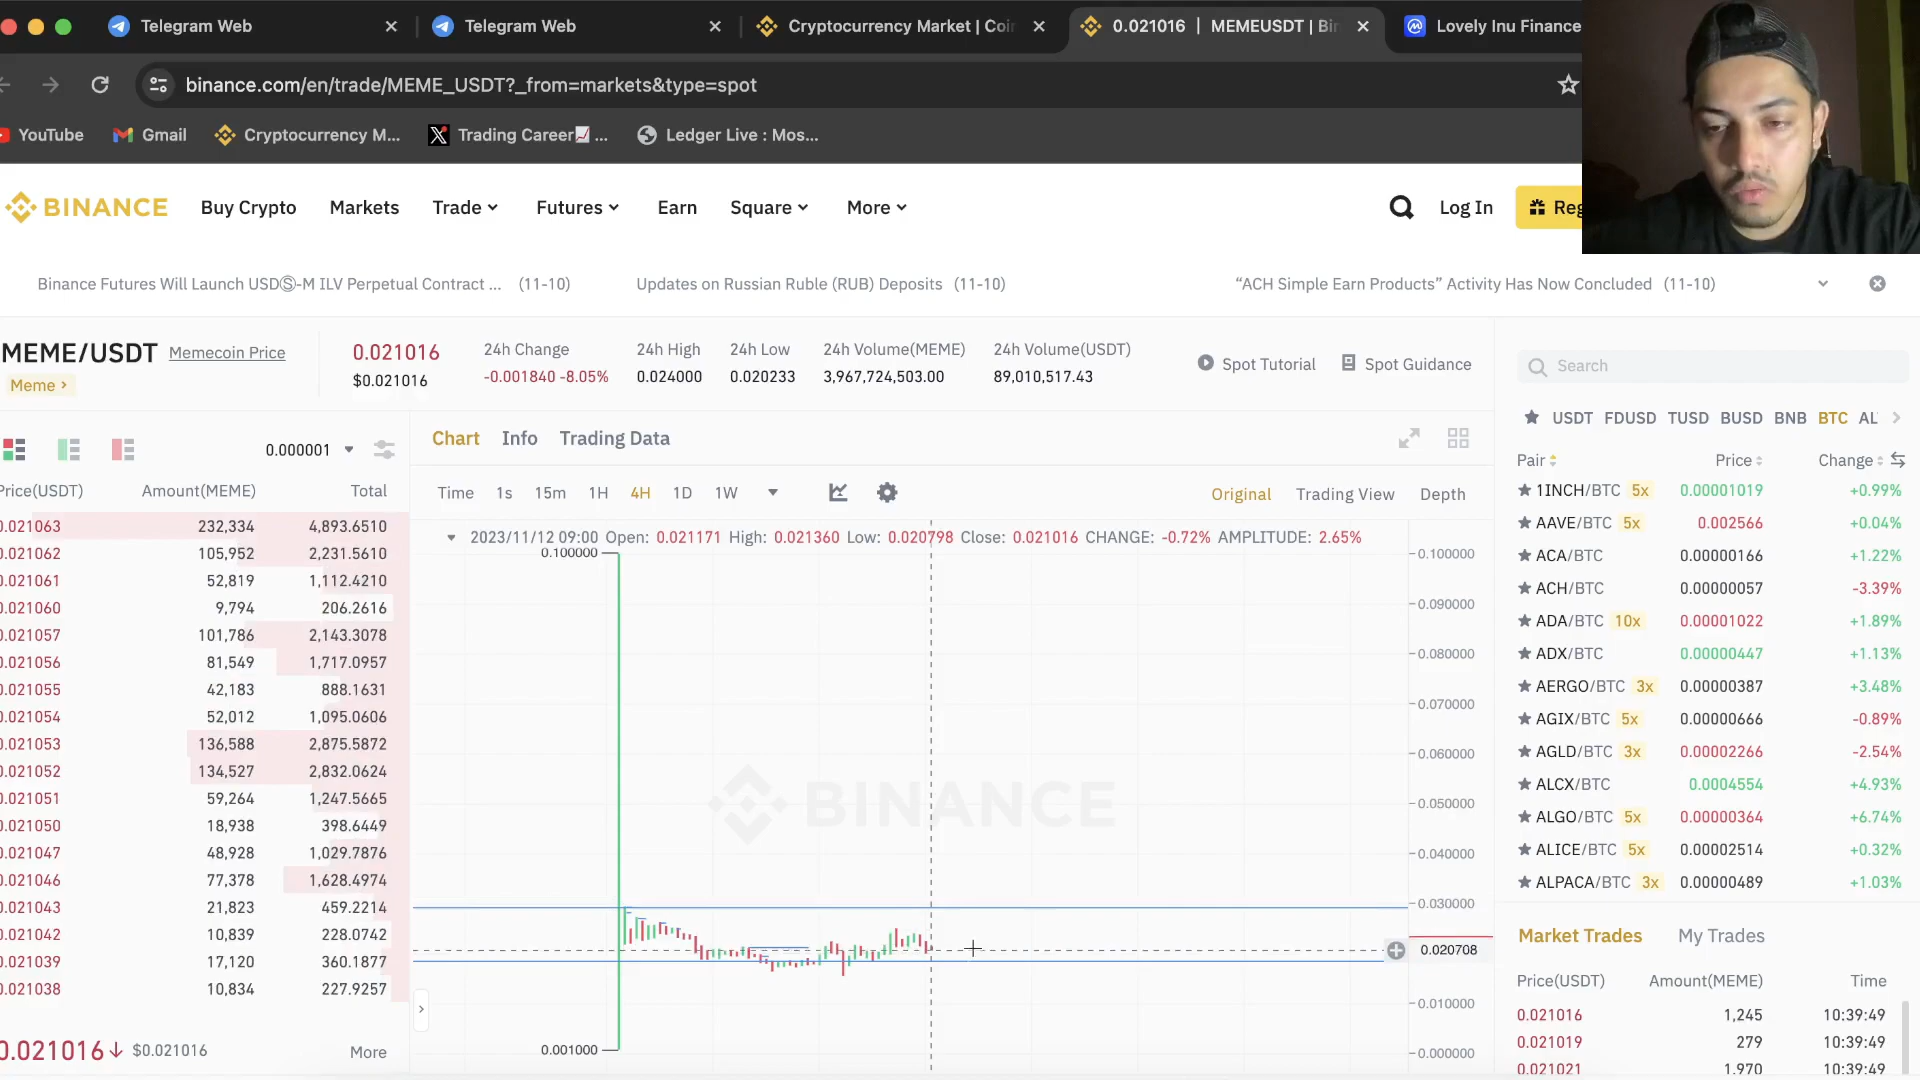 Telegram Web
Telegram Web
Cryptocurrency Market | Coi
0.021016 | MEMEUSDT | Bi
Lovely Inu Finance
binance.com/en/trade/MEME_USDT?_from=markets&type=spot
YouTube
Gmail
Cryptocurrency M...
Trading Career📈 ...
Ledger Live : Mos...
BINANCE
Buy Crypto
Markets
Trade
Futures
Earn
Square
More
Log In
Reg
Binance Futures Will Launch USDⓈ-M ILV Perpetual Contract ... (11-10)
Updates on Russian Ruble (RUB) Deposits (11-10)
“ACH Simple Earn Products” Activity Has Now Concluded (11-10)
MEME/USDT
Memecoin Price
Meme
0.021016
$0.021016
24h Change
-0.001840 -8.05%
24h High
0.024000
24h Low
0.020233
24h Volume(MEME)
3,967,724,503.00
24h Volume(USDT)
89,010,517.43
Spot Tutorial
Spot Guidance
0.000001
Price(USDT) Amount(MEME) Total
0.021063 232,334 4,893.6510
0.021062 105,952 2,231.5610
0.021061 52,819 1,112.4210
0.021060 9,794 206.2616
0.021057 101,786 2,143.3078
0.021056 81,549 1,717.0957
0.021055 42,183 888.1631
0.021054 52,012 1,095.0606
0.021053 136,588 2,875.5872
0.021052 134,527 2,832.0624
0.021051 59,264 1,247.5665
0.021050 18,938 398.6449
0.021047 48,928 1,029.7876
0.021046 77,378 1,628.4974
0.021043 21,823 459.2214
0.021042 10,839 228.0742
0.021039 17,120 360.1877
0.021038 10,834 227.9257
0.021016 $0.021016 More
Chart Info Trading Data
Time 1s 15m 1H 4H 1D 1W
Original Trading View Depth
2023/11/12 09:00 Open: 0.021171 High: 0.021360 Low: 0.020798 Close: 0.021016 CHANGE: -0.72% AMPLITUDE: 2.65%
0.100000
0.001000
BINANCE
0.100000
0.090000
0.080000
0.070000
0.060000
0.050000
0.040000
0.030000
0.020708
0.010000
0.000000
Search
USDT FDUSD TUSD BUSD BNB BTC AL
Pair Price Change
1INCH/BTC 5x 0.00001019 +0.99%
AAVE/BTC 5x 0.002566 +0.04%
ACA/BTC 0.00000166 +1.22%
ACH/BTC 0.00000057 -3.39%
ADA/BTC 10x 0.00001022 +1.89%
ADX/BTC 0.00000447 +1.13%
AERGO/BTC 3x 0.00000387 +3.48%
AGIX/BTC 5x 0.00000666 -0.89%
AGLD/BTC 3x 0.00002266 -2.54%
ALCX/BTC 0.0004554 +4.93%
ALGO/BTC 5x 0.00000364 +6.74%
ALICE/BTC 5x 0.00002514 +0.32%
ALPACA/BTC 3x 0.00000489 +1.03%
Market Trades My Trades
Price(USDT) Amount(MEME) Time
0.021016 1,245 10:39:49
0.021019 279 10:39:49
0.021021 1,970 10:39:49